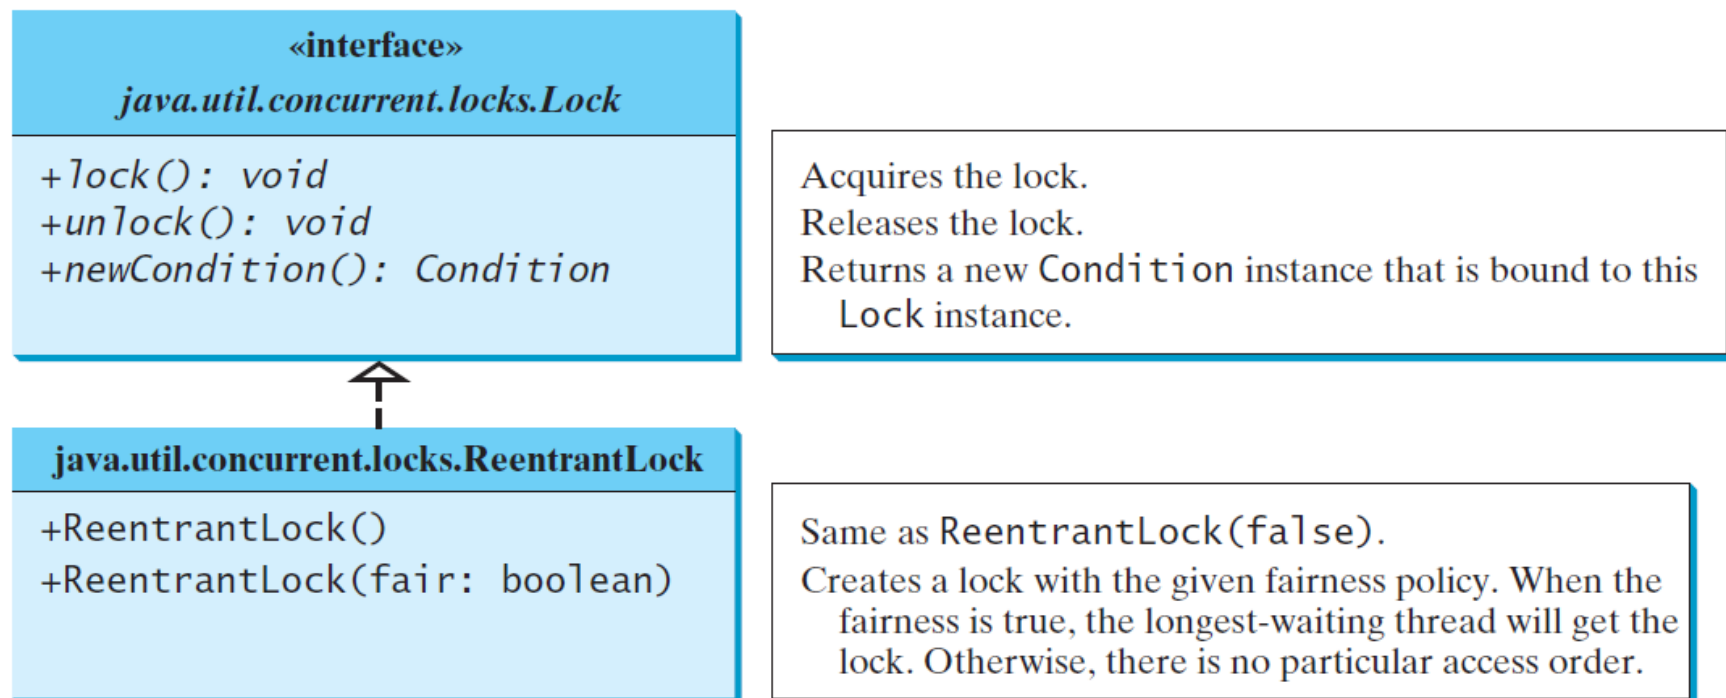 «interface»
java.util.concurrent.locks.Lock
+lock(): void
+unlock(): void
+newCondition(): Condition
Acquires the lock.
Releases the lock.
Returns a new Condition instance that is bound to this
Lock instance.
java.util.concurrent.locks.ReentrantLock
+ReentrantLock()
+ReentrantLock(fair: boolean)
Same as ReentrantLock(false).
Creates a lock with the given fairness policy. When the
fairness is true, the longest-waiting thread will get the
lock. Otherwise, there is no particular access order.